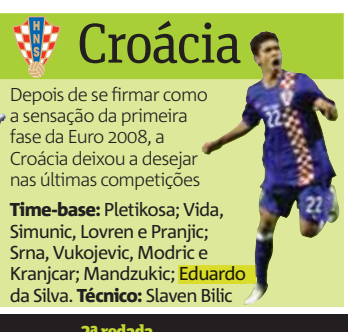 HNS
Croácia
Depois de se firmar como
a sensação da primeira
fase da Euro 2008, a
Croácia deixou a desejar
nas últimas competições
Time-base: Pletikosa; Vida,
Simunic, Lovren e Pranjic;
Srna, Vukojevic, Modric e
Kranjcar; Mandzukic; Eduardo
da Silva. Técnico: Slaven Bilic
22
22
2ª rodada